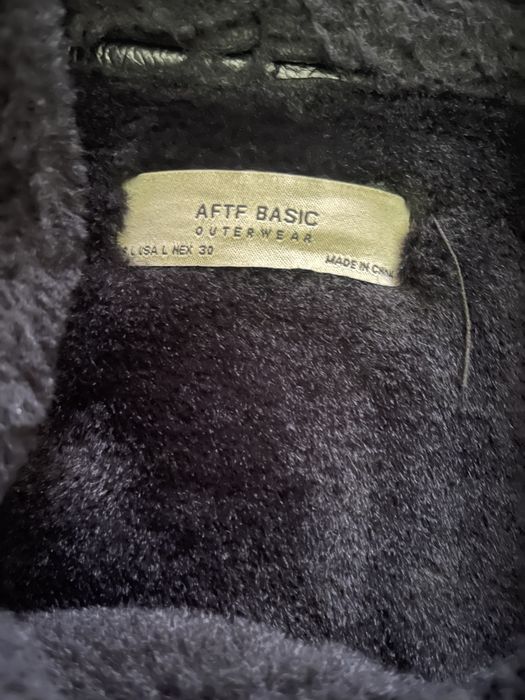 AFTF BASIC
OUTERWEAR
L USA L MEX 30
MADE IN CHINA